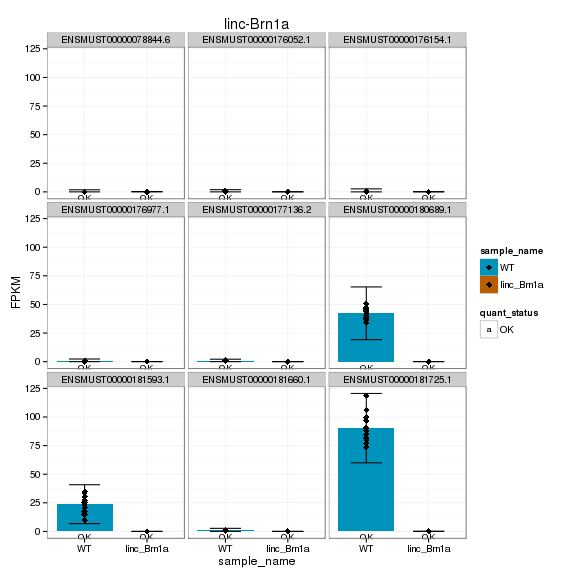 linc-Brn1a
ENSMUST00000078844.6 ENSMUST00000176052.1 ENSMUST00000176154.1
125
100
75
50
25
0
OK OK OK OK OK OK
ENSMUST00000176977.1 ENSMUST00000177136.2 ENSMUST00000180689.1
125
100
75
50
25
0
OK OK OK OK OK OK
ENSMUST00000181593.1 ENSMUST00000181660.1 ENSMUST00000181725.1
125
100
75
50
25
0
OK OK OK OK OK OK
WT linc_Brn1a WT linc_Brn1a WT linc_Brn1a
sample_name
FPKM
sample_name
WT
linc_Brn1a
quant_status
a OK